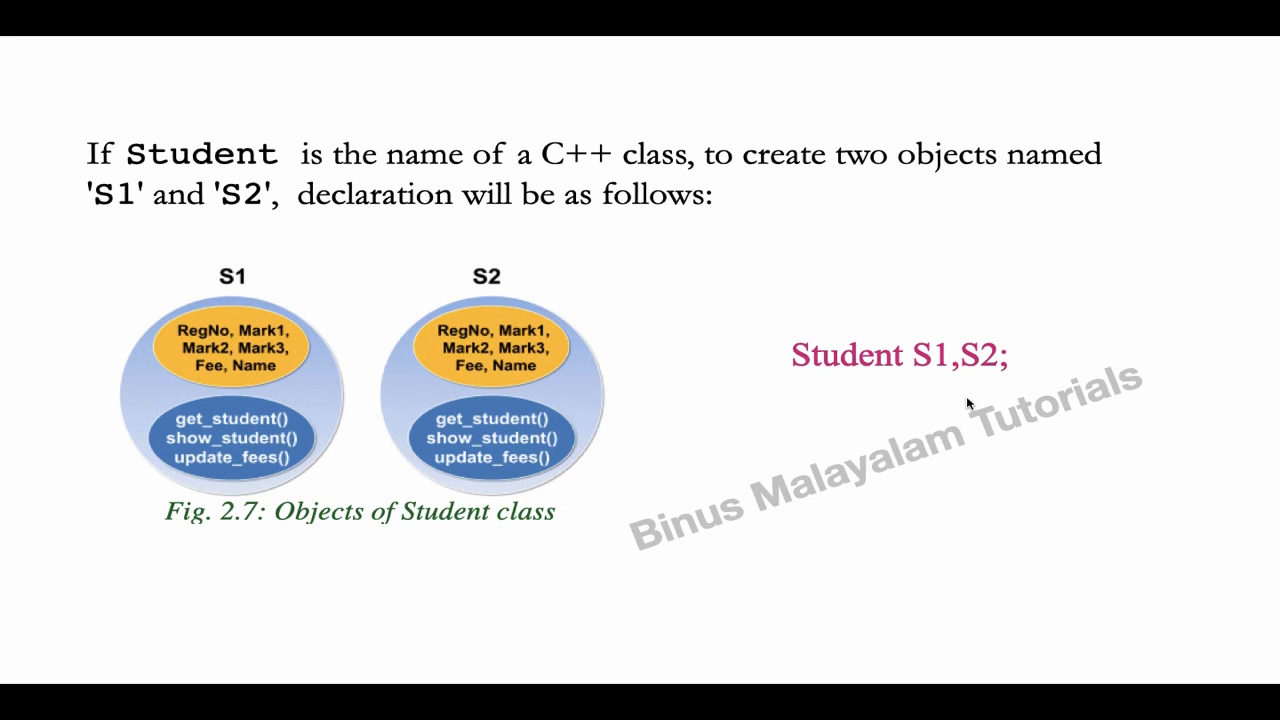 If Student is the name of a C++ class, to create two objects named
'S1' and 'S2', declaration will be as follows:
S1
RegNo, Mark1,
Mark2, Mark3,
Fee, Name
get_student()
show_student()
update_fees()
S2
RegNo, Mark1,
Mark2, Mark3,
Fee, Name
get_student()
show_student()
update_fees()
Fig. 2.7: Objects of Student class
Student S1,S2;
Binus Malayalam Tutorials